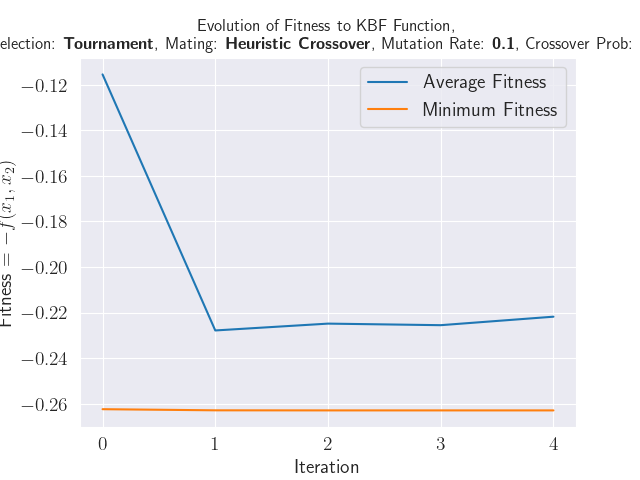 Evolution of Fitness to KBF Function,
election: Tournament, Mating: Heuristic Crossover, Mutation Rate: 0.1, Crossover Prob:
Average Fitness
Minimum Fitness
−0.12
−0.14
−0.16
−0.18
−0.20
−0.22
−0.24
−0.26
Fitness = −f(x₁, x₂)
0 1 2 3 4
Iteration